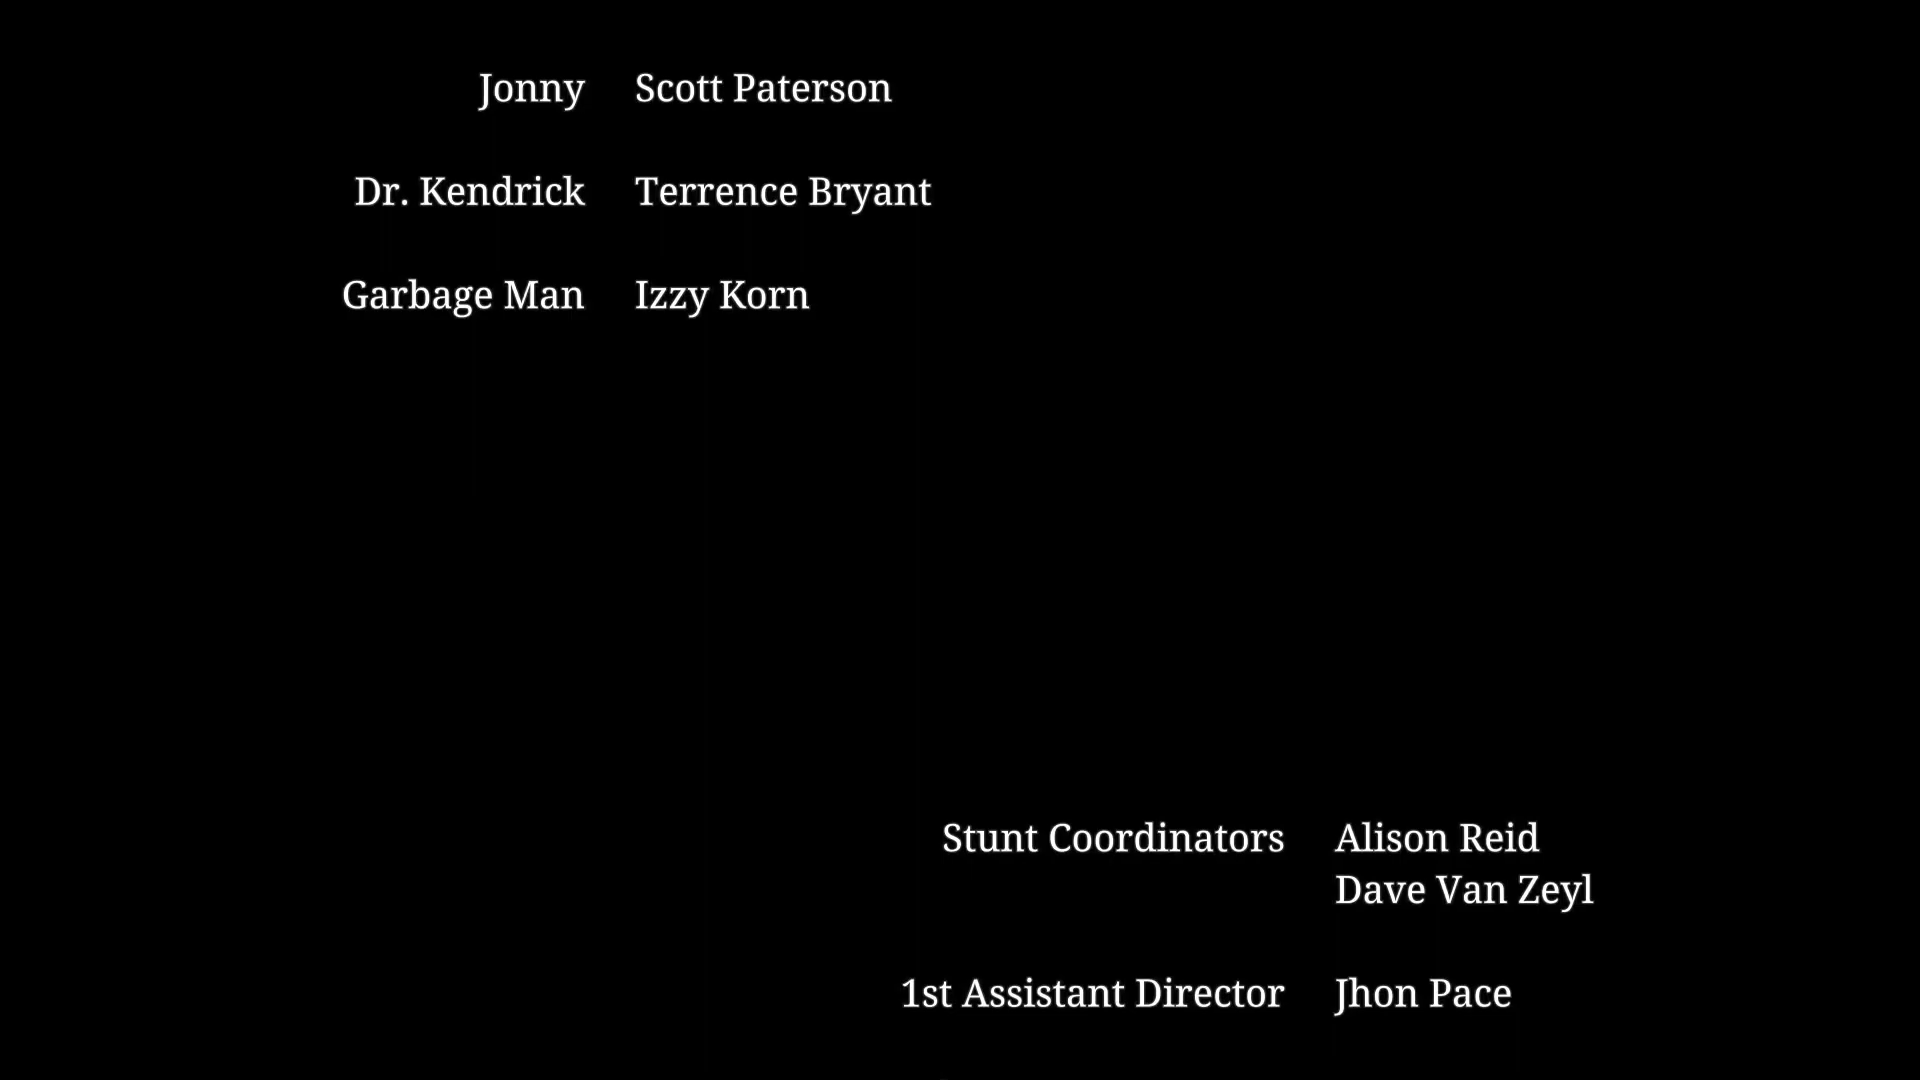 Jonny Scott Paterson
Dr. Kendrick Terrence Bryant
Garbage Man Izzy Korn
Stunt Coordinators Alison Reid
Dave Van Zeyl
1st Assistant Director Jhon Pace